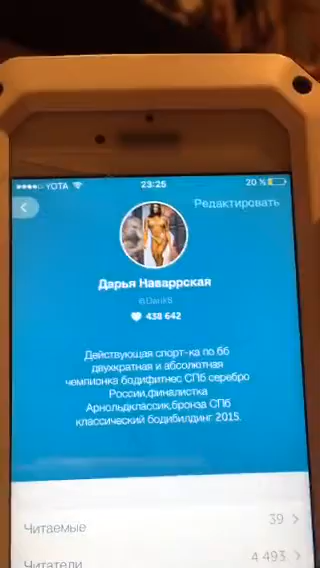 YOTA
23:25
20 %
Редактировать
Дарья Наваррская
438 642
Действующая спорт-ка по бб
двухкратная и абсолютная
чемпионка бодифитнес СПб серебро
России,финалистка
Арнольдклассик,бронза СПб
классический бодибилдинг 2015.
Читаемые
39
Читатели
4 493